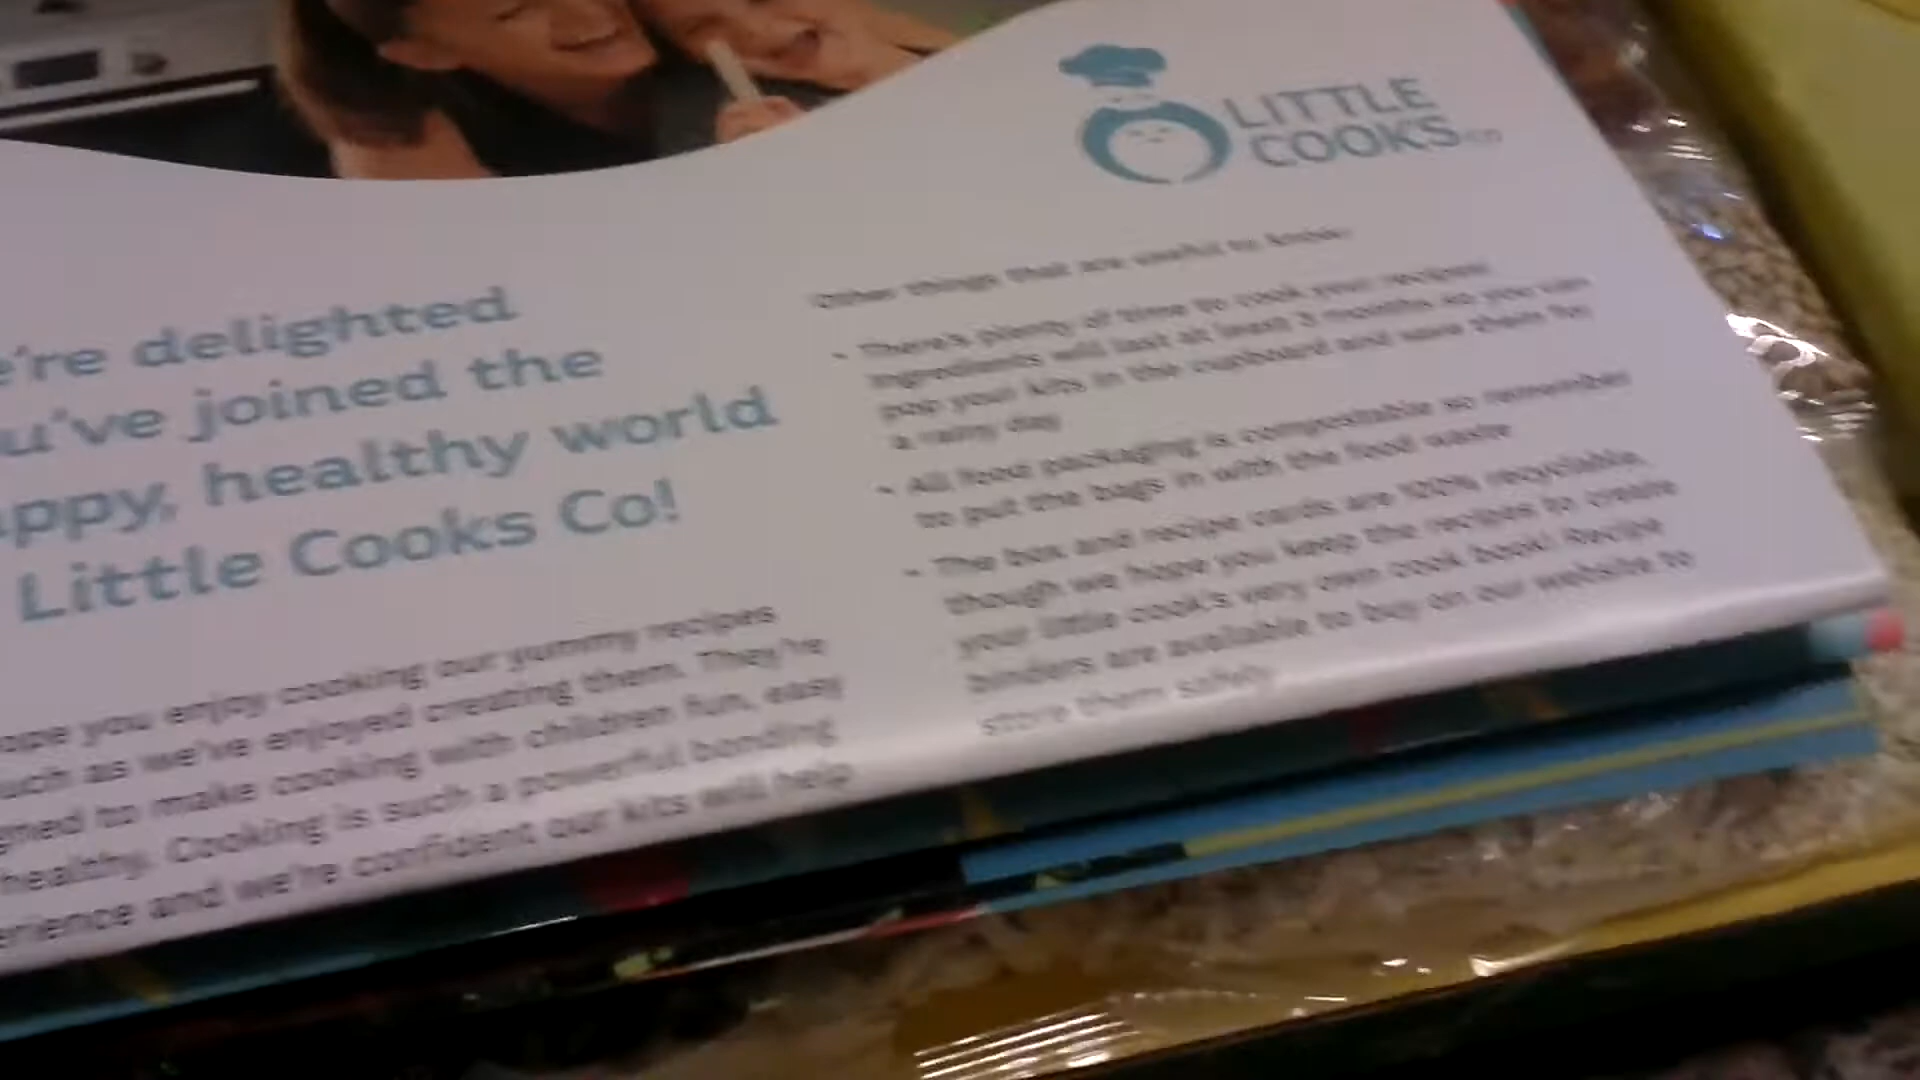 LITTLE
COOKS CO
e're delighted
u've joined the
appy, healthy world
Little Cooks Co!
ope you enjoy cooking our yummy recipes
uch as we've enjoyed creating them. They're
gned to make cooking with children fun, easy
healthy. Cooking is such a powerful bonding
erience and we're confident our kits will help
Other things that are useful to know:
• There's plenty of time to cook your recipes!
ingredients will last at least 3 months so you can
pop your kits in the cupboard and save them for
a rainy day
• All food packaging is compostable so remember
to put the bags in with the food waste
• The box and recipe cards are 100% recyclable,
though we hope you keep the recipes to create
your little cook's very own cook book! Recipe
binders are available to buy on our website to
store them safely